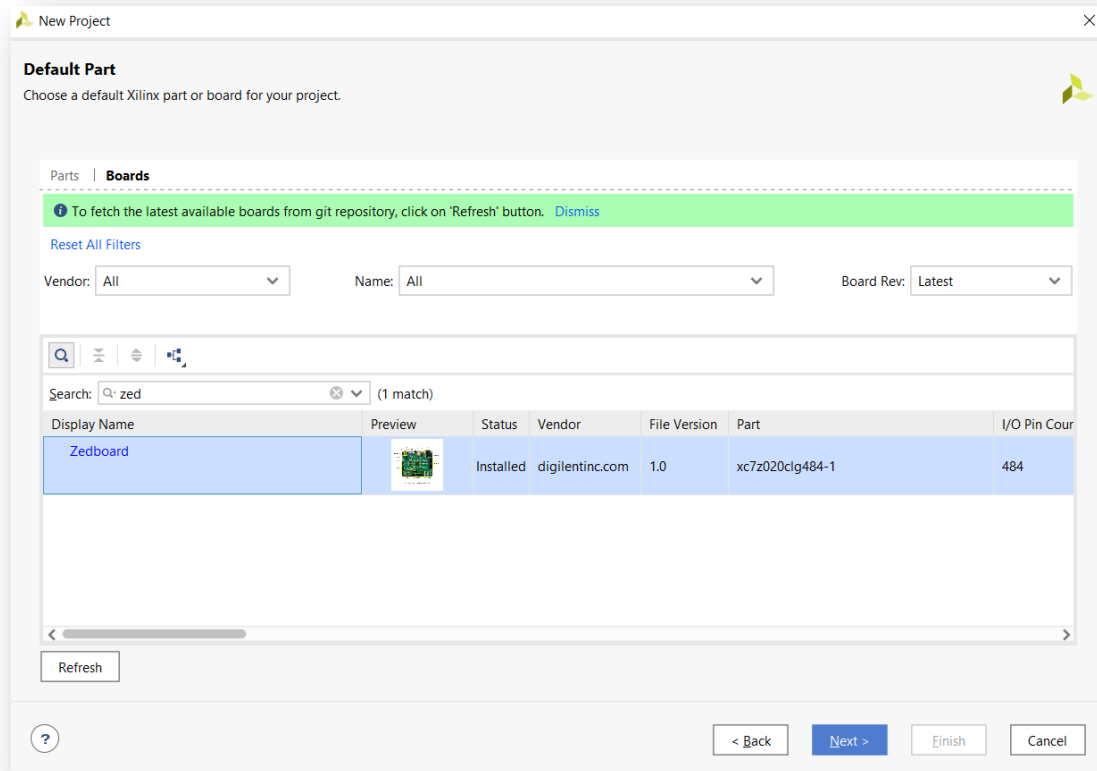 New Project
Default Part
Choose a default Xilinx part or board for your project.
Parts | Boards
To fetch the latest available boards from git repository, click on 'Refresh' button. Dismiss
Reset All Filters
Vendor: All Name: All Board Rev: Latest
Search: zed (1 match)
Display Name Preview Status Vendor File Version Part I/O Pin Cour
Zedboard Installed digilentinc.com 1.0 xc7z020clg484-1 484
Refresh
? < Back Next > Finish Cancel